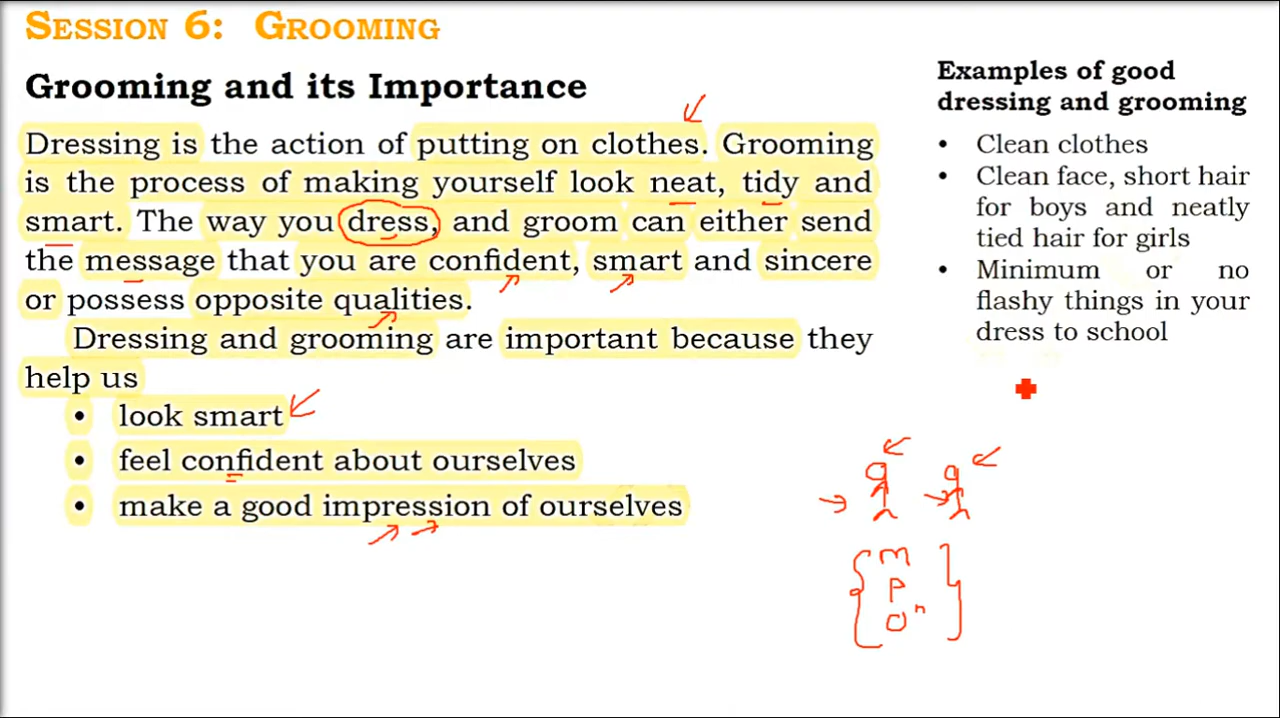 SESSION 6: GROOMING
Grooming and its Importance
Dressing is the action of putting on clothes. Grooming
is the process of making yourself look neat, tidy and
smart. The way you dress, and groom can either send
the message that you are confident, smart and sincere
or possess opposite qualities.
Dressing and grooming are important because they
help us
• look smart
• feel confident about ourselves
• make a good impression of ourselves
Examples of good
dressing and grooming
• Clean clothes
• Clean face, short hair
for boys and neatly
tied hair for girls
• Minimum or no
flashy things in your
dress to school
m
P
O^n